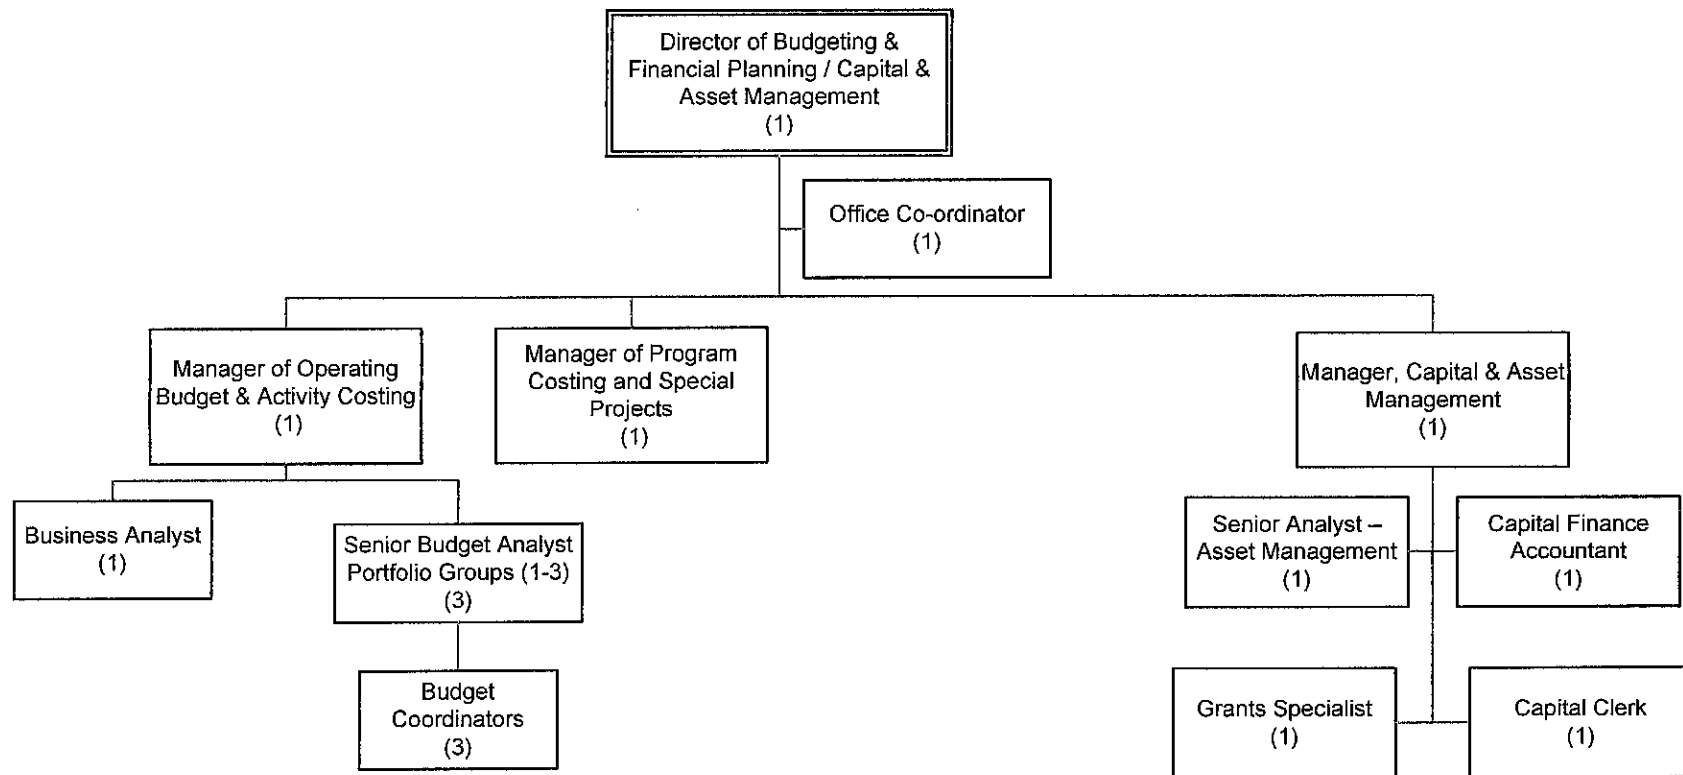 Director of Budgeting &
Financial Planning / Capital &
Asset Management
(1)
Office Co-ordinator
(1)
Manager of Operating
Budget & Activity Costing
(1)
Manager of Program
Costing and Special
Projects
(1)
Manager, Capital & Asset
Management
(1)
Business Analyst
(1)
Senior Budget Analyst
Portfolio Groups (1-3)
(3)
Budget
Coordinators
(3)
Senior Analyst –
Asset Management
(1)
Capital Finance
Accountant
(1)
Grants Specialist
(1)
Capital Clerk
(1)